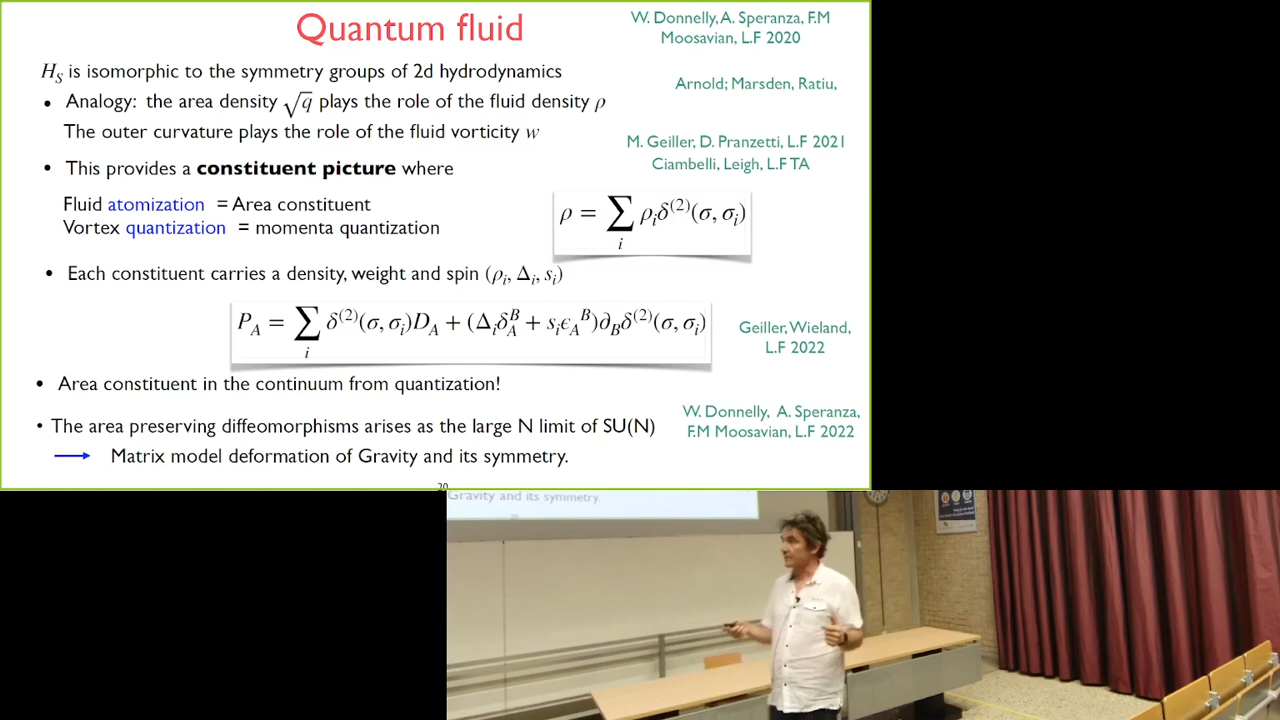 Quantum fluid
W. Donnelly, A. Speranza, F.M
Moosavian, L.F 2020
H_S is isomorphic to the symmetry groups of 2d hydrodynamics
Arnold; Marsden, Ratiu,
• Analogy: the area density √q plays the role of the fluid density ρ
The outer curvature plays the role of the fluid vorticity w
M. Geiller, D. Pranzetti, L.F 2021
Ciambelli, Leigh, L.F TA
• This provides a constituent picture where
Fluid atomization = Area constituent
Vortex quantization = momenta quantization
ρ = ∑_i ρ_i δ^(2)(σ, σ_i)
• Each constituent carries a density, weight and spin (ρ_i, Δ_i, s_i)
P_A = ∑_i δ^(2)(σ, σ_i)D_A + (Δ_i δ_A^B + s_i ϵ_A^B)∂_B δ^(2)(σ, σ_i)
Geiller, Wieland,
L.F 2022
• Area constituent in the continuum from quantization!
• The area preserving diffeomorphisms arises as the large N limit of SU(N)
W. Donnelly, A. Speranza,
F.M Moosavian, L.F 2022
Matrix model deformation of Gravity and its symmetry.
20
Gravity and its symmetry.